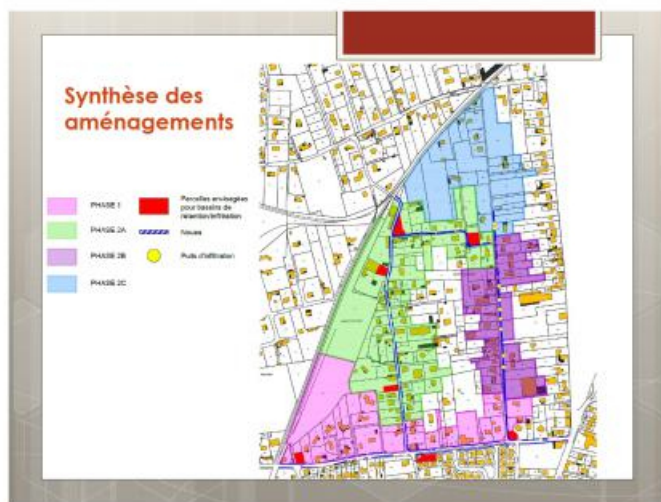 Synthèse des
aménagements
PHASE 1
PHASE 2A
PHASE 2B
PHASE 2C
Parcelles envisagées
pour bassins de
rétention/infiltration
Noues
Puits d'infiltration